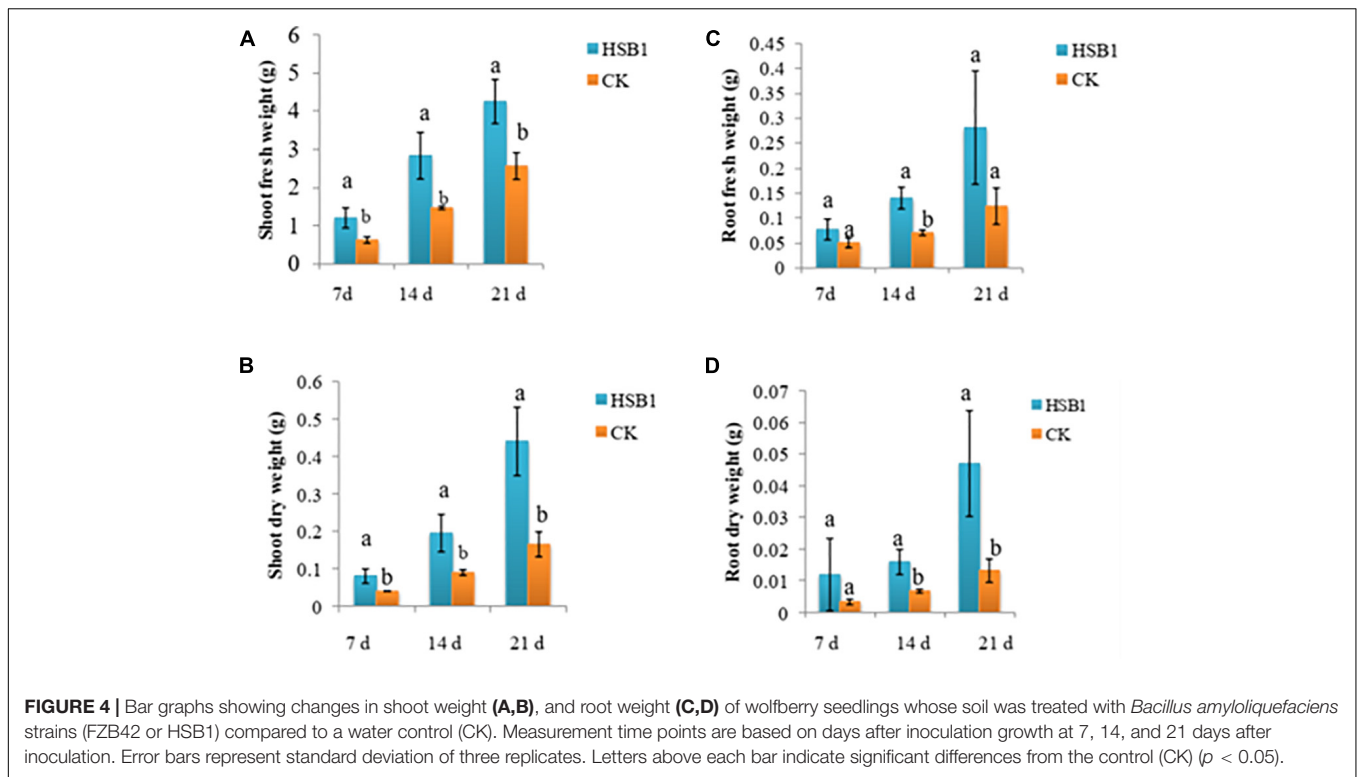 A
Shoot fresh weight (g)
6
5
4
3
2
1
0
a
b
a
b
a
b
7d 14 d 21 d
HSB1
CK
C
Root fresh weight (g)
0.45
0.4
0.35
0.3
0.25
0.2
0.15
0.1
0.05
0
a
a
a
b
a
a
7d 14 d 21 d
HSB1
CK
B
Shoot dry weight (g)
0.6
0.5
0.4
0.3
0.2
0.1
0
a
b
a
b
a
b
7 d 14 d 21 d
HSB1
CK
D
Root dry weight (g)
0.07
0.06
0.05
0.04
0.03
0.02
0.01
0
a
a
a
b
a
b
7 d 14 d 21 d
HSB1
CK
FIGURE 4 | Bar graphs showing changes in shoot weight (A,B), and root weight (C,D) of wolfberry seedlings whose soil was treated with Bacillus amyloliquefaciens
strains (FZB42 or HSB1) compared to a water control (CK). Measurement time points are based on days after inoculation growth at 7, 14, and 21 days after
inoculation. Error bars represent standard deviation of three replicates. Letters above each bar indicate significant differences from the control (CK) (p < 0.05).